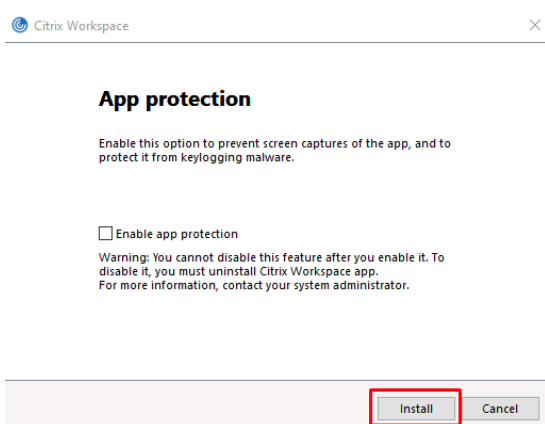 Citrix Workspace
App protection
Enable this option to prevent screen captures of the app, and to
protect it from keylogging malware.
Enable app protection
Warning: You cannot disable this feature after you enable it. To
disable it, you must uninstall Citrix Workspace app.
For more information, contact your system administrator.
Install Cancel